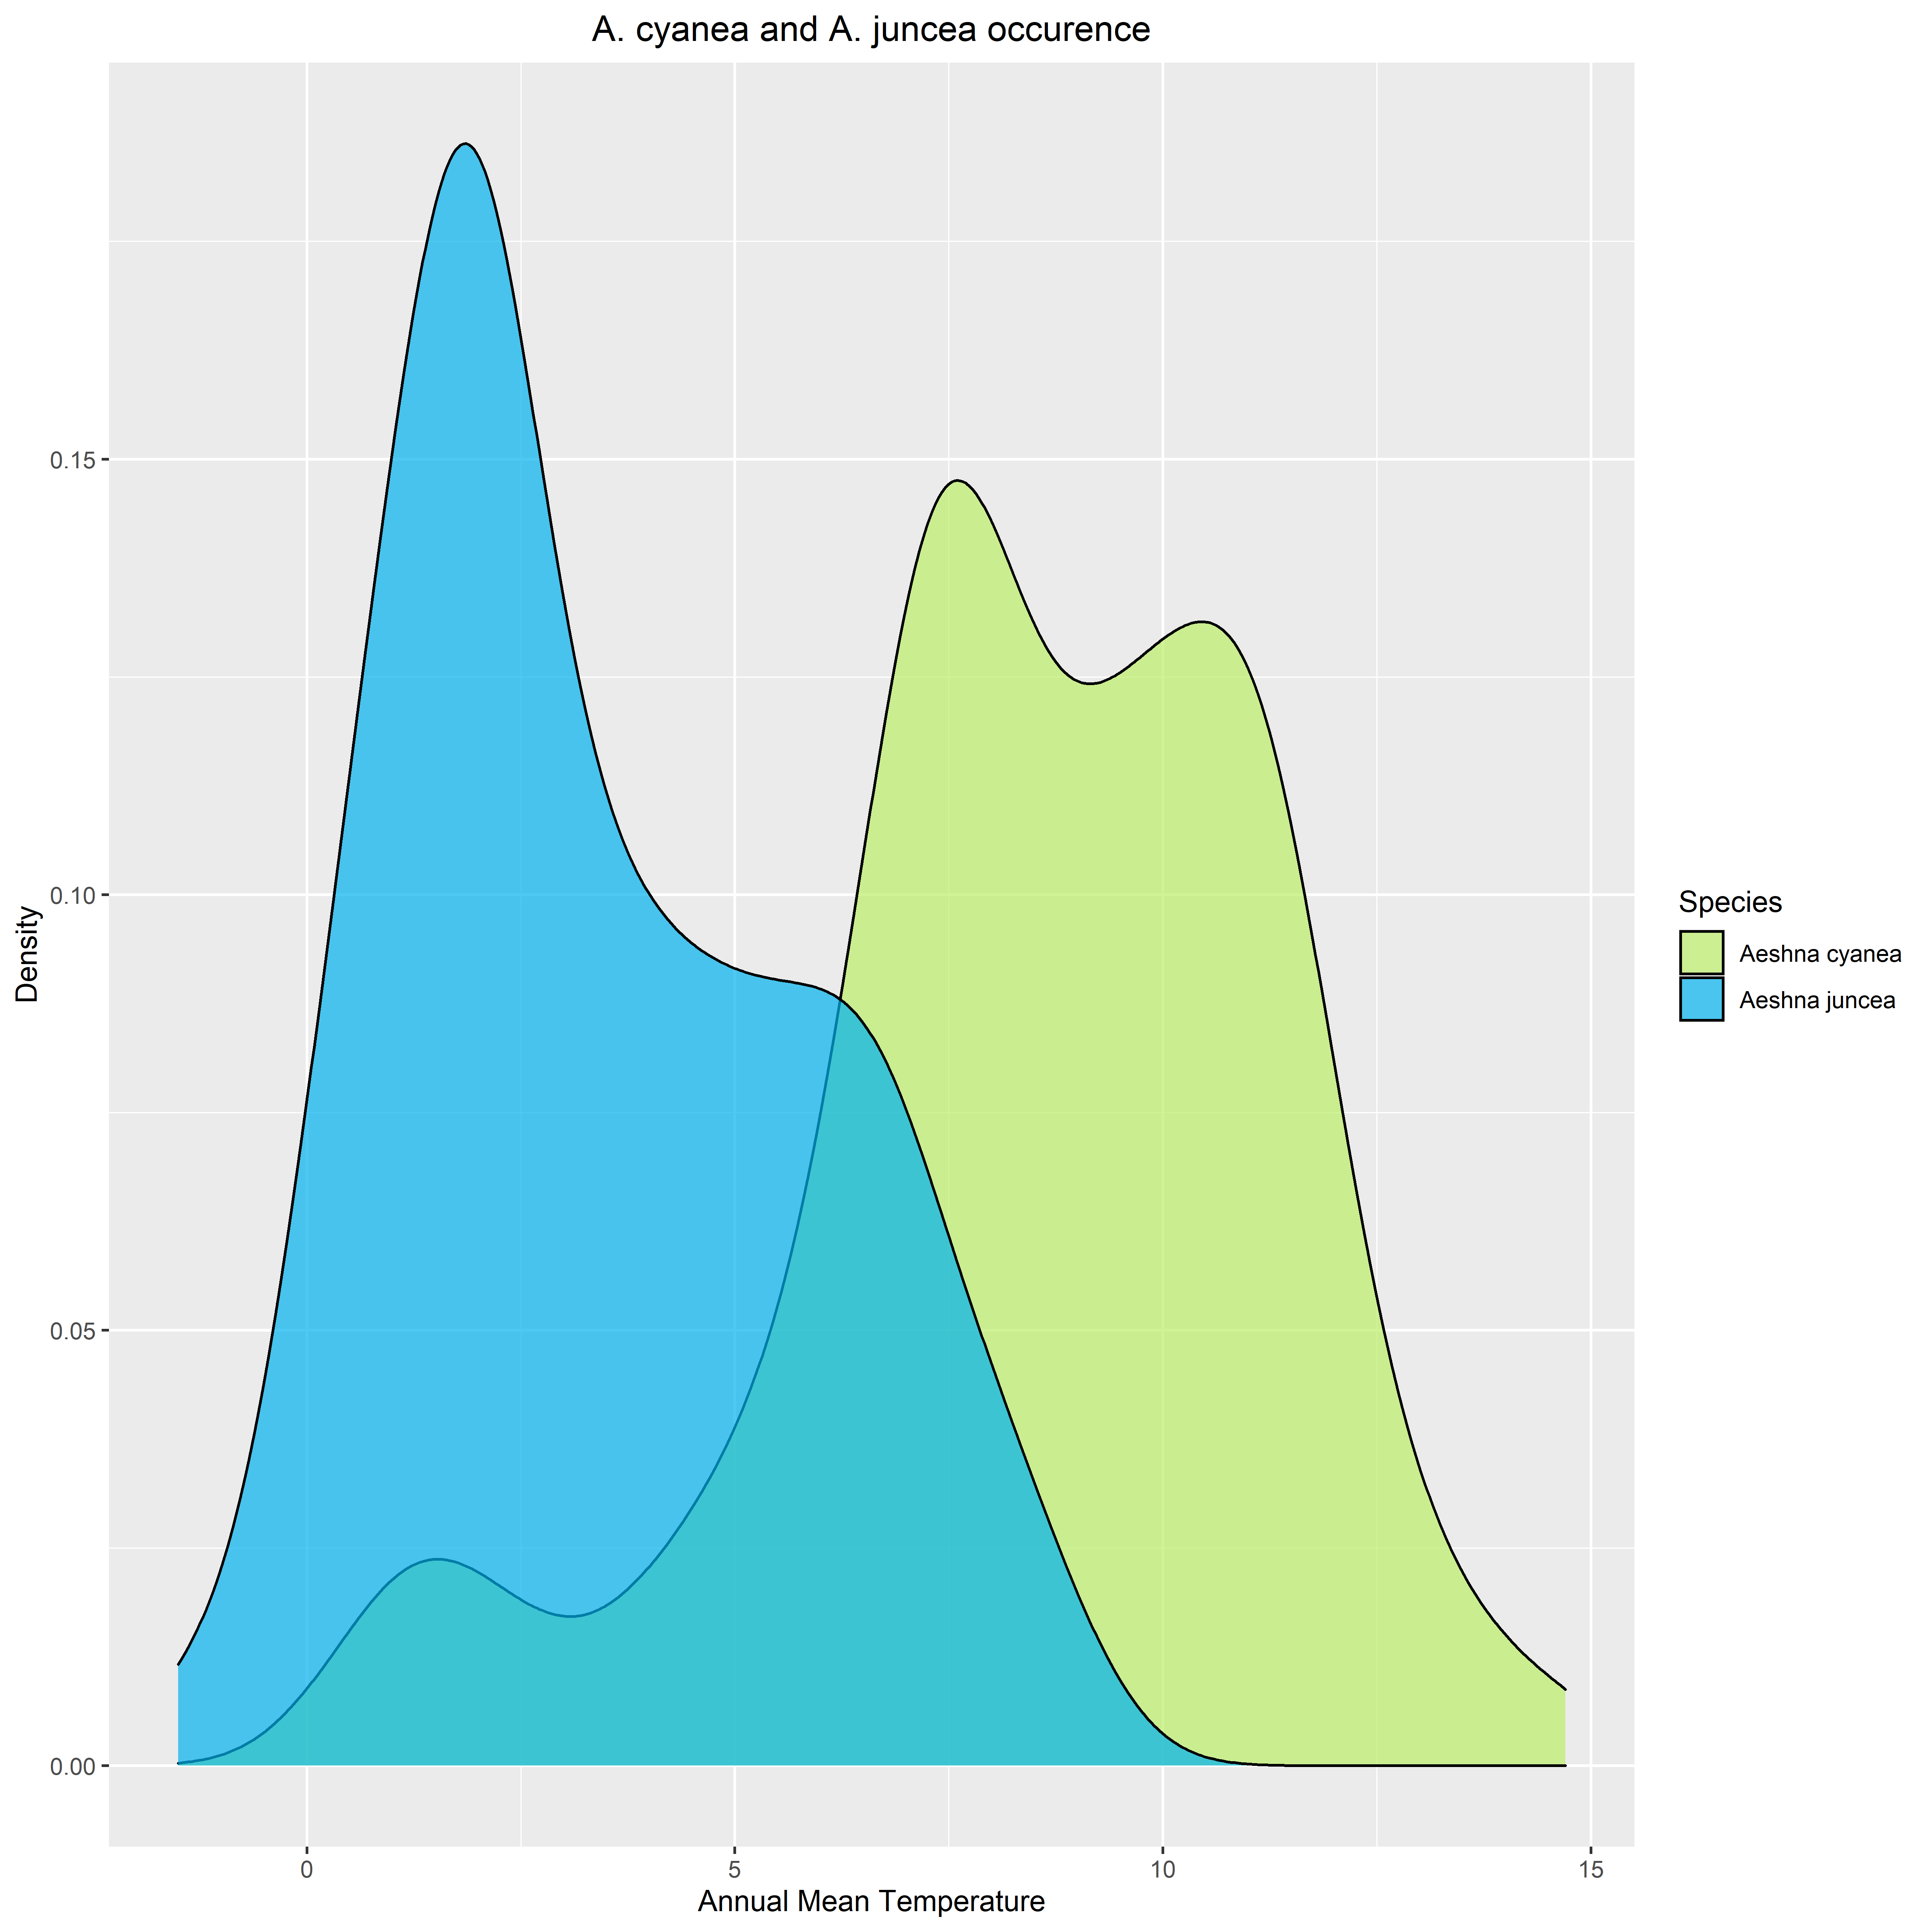 A. cyanea and A. juncea occurence
0.15
0.10
0.05
0.00
Density
0
5
10
15
Annual Mean Temperature
Species
Aeshna cyanea
Aeshna juncea